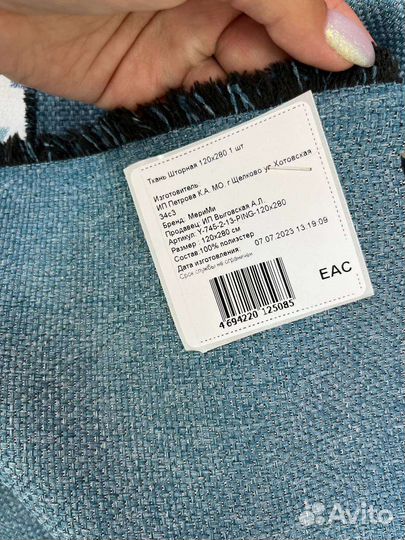 Ткань Шторная 120х280 1 шт
Изготовитель
ИП Петрова К.А. МО, г Щелково ул Хотовская
34с3
Бренд. МериМи
Продавец: ИП Выговская А.Л.
Артикул: Y-745-2-13-PING-120x280
Размер : 120х280 см
Состав:100% полиэстер
Дата изготовления: 07.07.2023 13.19.09
Срок службы не ограничен
EAC
4 694220 125085
Avito